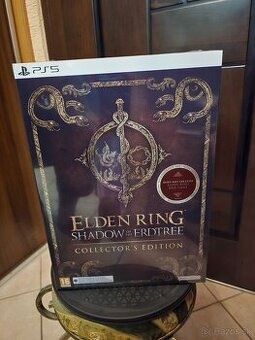 PS5
ELDEN RING
SHADOW OF THE ERDTREE
COLLECTOR'S EDITION